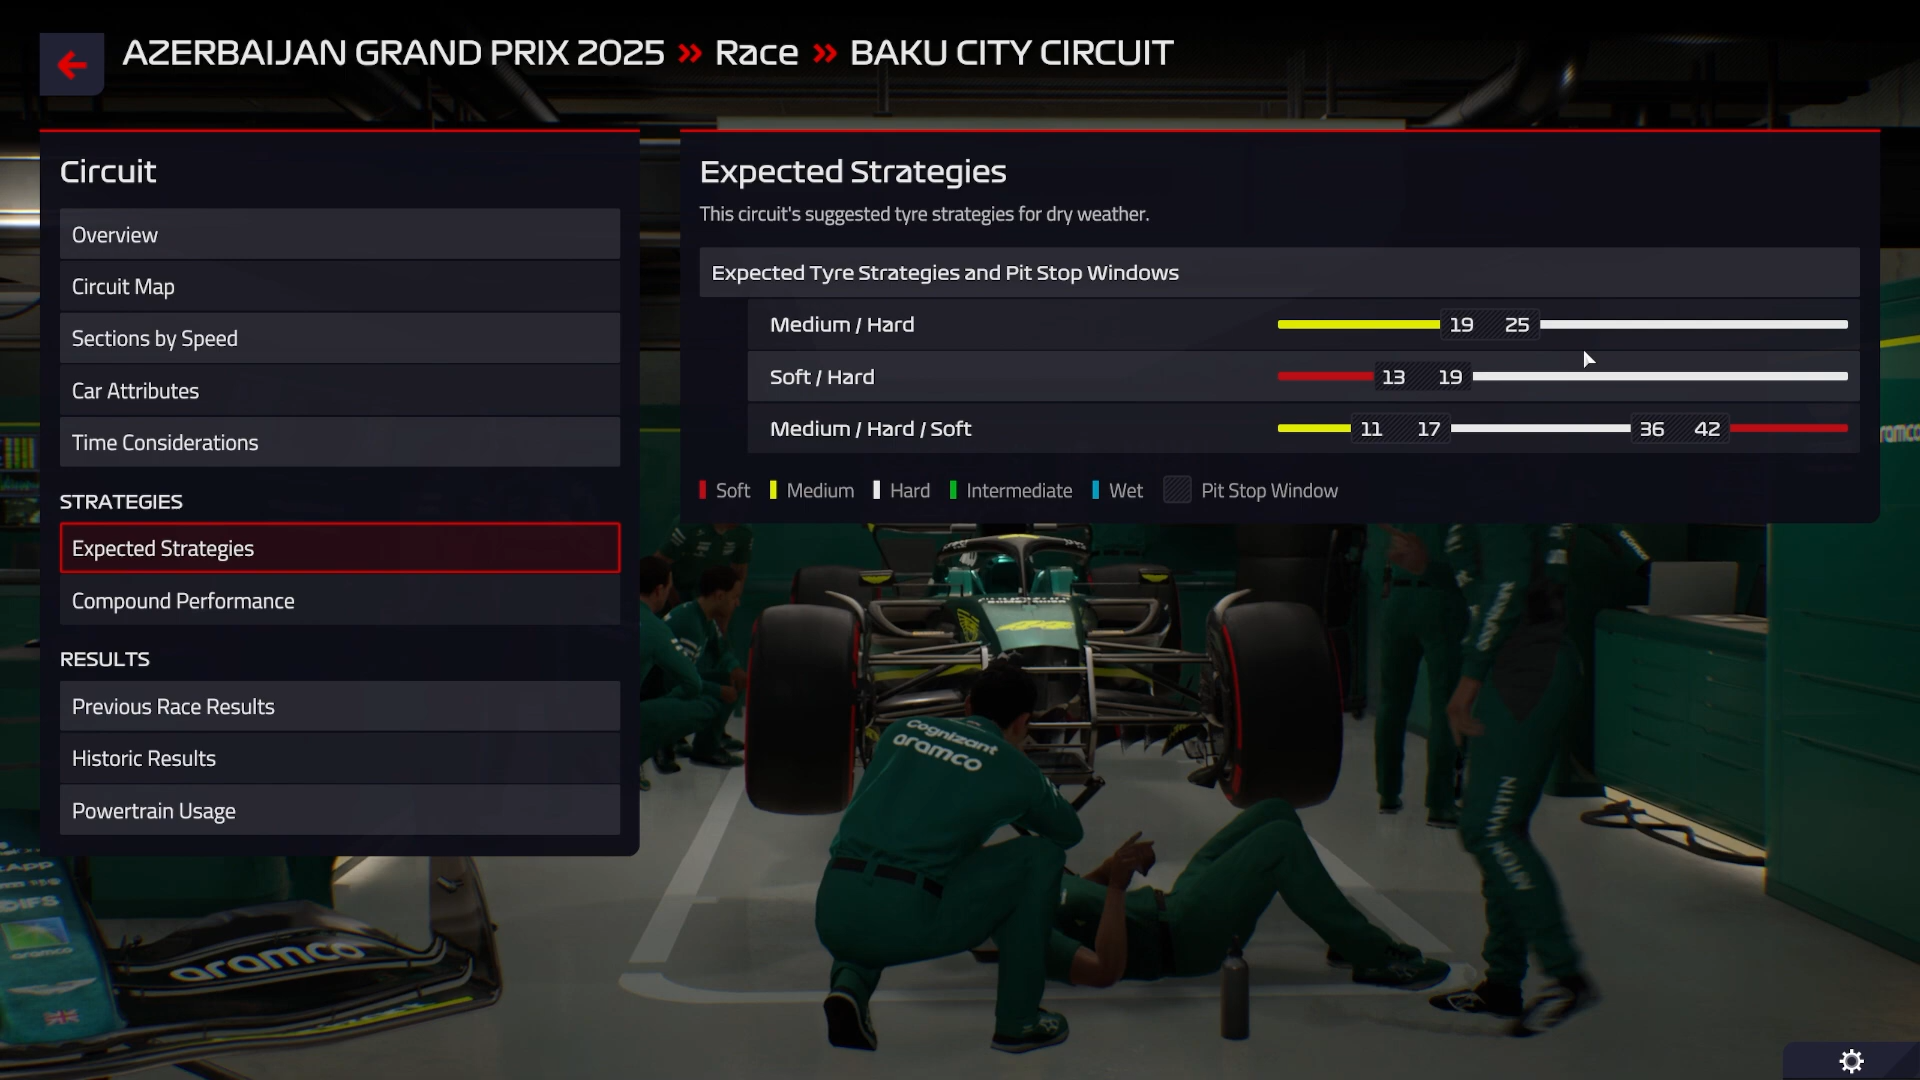 AZERBAIJAN GRAND PRIX 2025 » Race » BAKU CITY CIRCUIT
Circuit
Overview
Circuit Map
Sections by Speed
Car Attributes
Time Considerations
STRATEGIES
Expected Strategies
Compound Performance
RESULTS
Previous Race Results
Historic Results
Powertrain Usage
Expected Strategies
This circuit's suggested tyre strategies for dry weather.
Expected Tyre Strategies and Pit Stop Windows
Medium / Hard 19 25
Soft / Hard 13 19
Medium / Hard / Soft 11 17 36 42
Soft Medium Hard Intermediate Wet Pit Stop Window
Cognizant
aramco
aramco